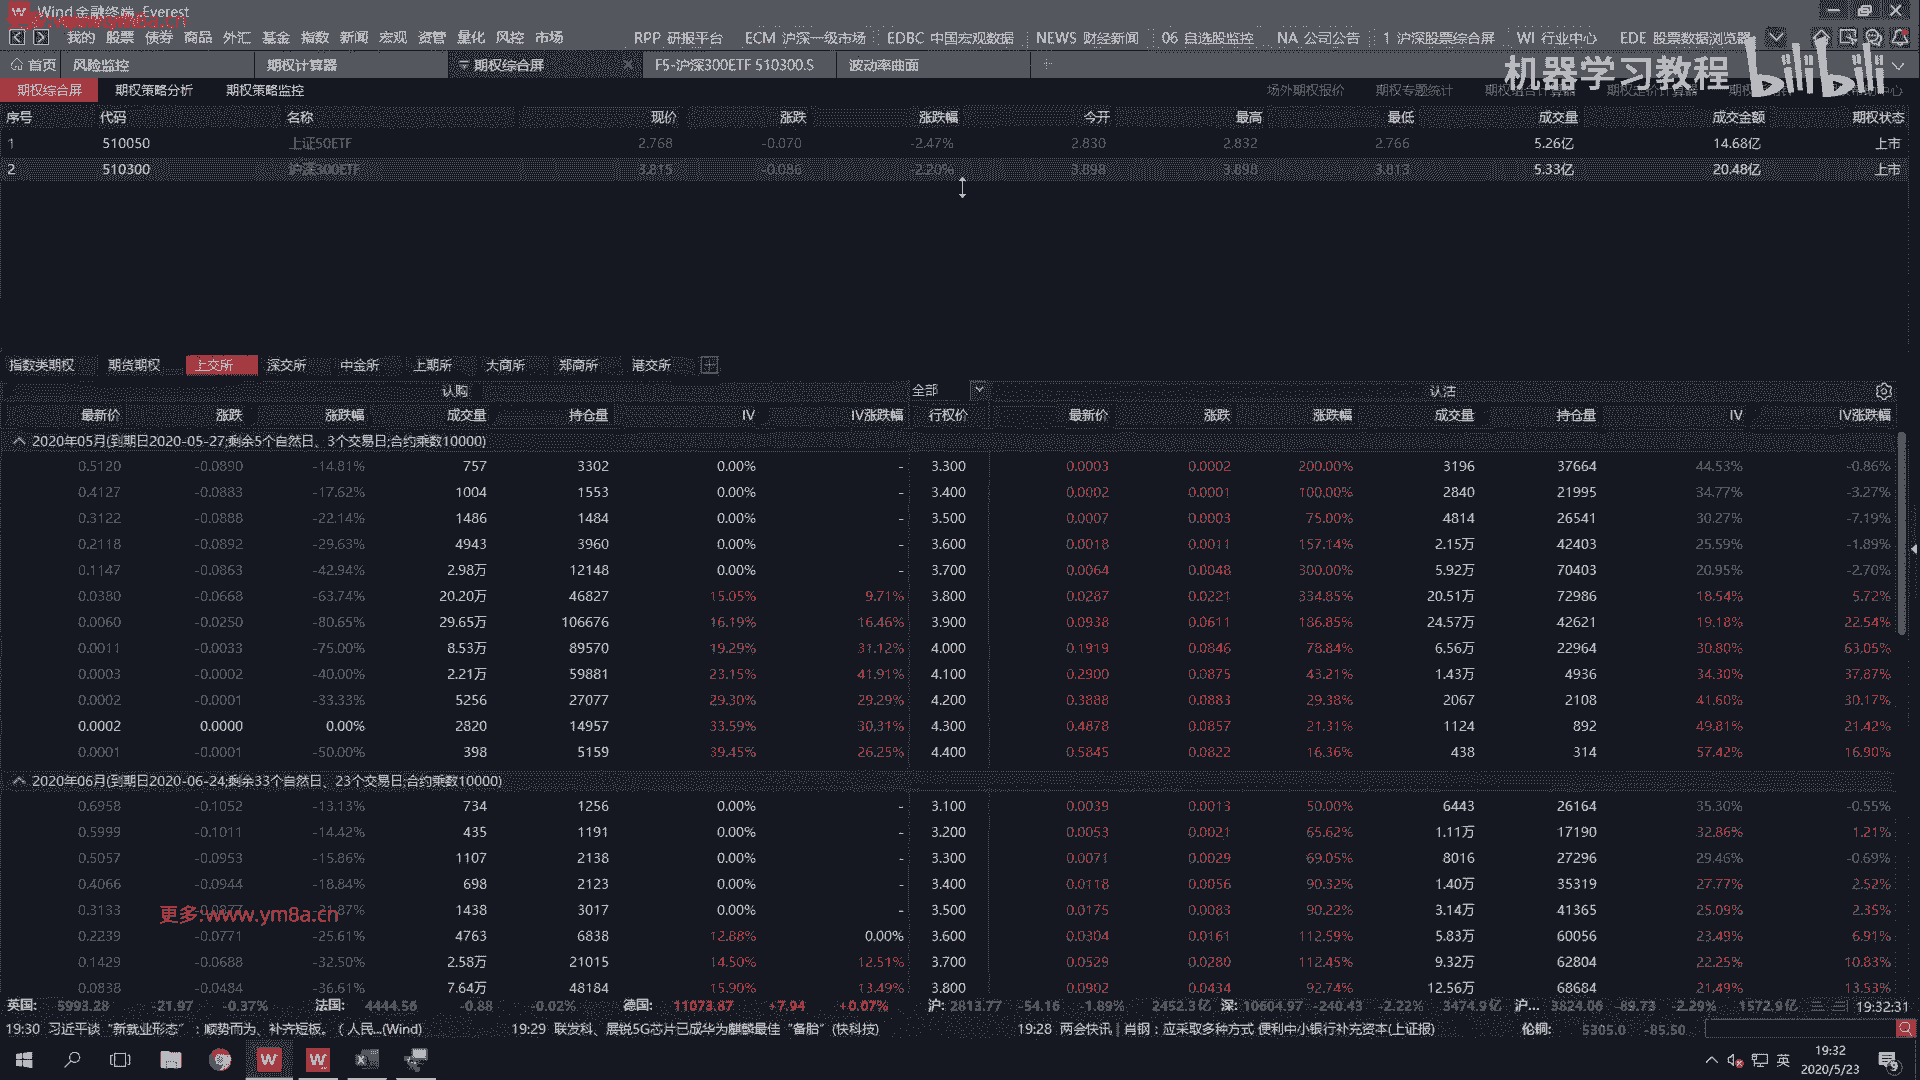 Wind 金融终端 Everest
我的 股票 债券 商品 外汇 基金 指数 新闻 宏观 资管 量化 风控 市场 RPP 研报平台 ECM 沪深一级市场 EDBC 中国宏观数据 NEWS 财经新闻 06 自选股监控 NA 公司公告 1 沪深股票综合屏 WI 行业中心 EDE 股票数据浏览器
首页 风险监控 期权计算器 期权综合屏 F5-沪深300ETF 510300.S 波动率曲面
机器学习教程 bilibili
期权综合屏 期权策略分析 期权策略监控 场外期权报价 期权专题统计
序号 代码 名称 现价 涨跌 涨跌幅 今开 最高 最低 成交量 成交金额 期权状态
1 510050 上证50ETF 2.768 -0.070 -2.47% 2.830 2.832 2.766 5.26亿 14.68亿 上市
2 510300 沪深300ETF 3.815 -0.086 -2.20% 3.898 3.898 3.813 5.33亿 20.48亿 上市
指数类期权 期货期权 上交所 深交所 中金所 上期所 大商所 郑商所 港交所
认购 全部 认沽
最新价 涨跌 涨跌幅 成交量 持仓量 IV IV涨跌幅 行权价 最新价 涨跌 涨跌幅 成交量 持仓量 IV IV涨跌幅
2020年05月(到期日2020-05-27;剩余5个自然日、3个交易日;合约乘数10000)
0.5120 -0.0890 -14.81% 757 3302 0.00% - 3.300 0.0003 0.0002 200.00% 3196 37664 44.53% -0.86%
0.4127 -0.0883 -17.62% 1004 1553 0.00% - 3.400 0.0002 0.0001 100.00% 2840 21995 34.77% -3.27%
0.3122 -0.0888 -22.14% 1486 1484 0.00% - 3.500 0.0007 0.0003 75.00% 4814 26541 30.27% -7.19%
0.2118 -0.0892 -29.63% 4943 3960 0.00% - 3.600 0.0018 0.0011 157.14% 2.15万 42403 25.59% -1.89%
0.1147 -0.0863 -42.94% 2.98万 12148 0.00% - 3.700 0.0064 0.0048 300.00% 5.92万 70403 20.95% -2.70%
0.0380 -0.0668 -63.74% 20.20万 46827 15.05% 9.71% 3.800 0.0287 0.0221 334.85% 20.51万 72986 18.54% 5.72%
0.0060 -0.0250 -80.65% 29.65万 106676 16.19% 16.46% 3.900 0.0938 0.0611 186.85% 24.57万 42621 19.18% 22.54%
0.0011 -0.0033 -75.00% 8.53万 89570 19.29% 31.12% 4.000 0.1919 0.0846 78.84% 6.56万 22964 30.80% 63.05%
0.0003 -0.0002 -40.00% 2.21万 59881 23.15% 41.91% 4.100 0.2900 0.0875 43.21% 1.43万 4936 34.30% 37.87%
0.0002 -0.0001 -33.33% 5256 27077 29.30% 29.29% 4.200 0.3888 0.0883 29.38% 2067 2108 41.60% 30.17%
0.0002 0.0000 0.00% 2820 14957 33.59% 30.31% 4.300 0.4878 0.0857 21.31% 1124 892 49.81% 21.42%
0.0001 -0.0001 -50.00% 398 5159 39.45% 26.25% 4.400 0.5845 0.0822 16.36% 438 314 57.42% 16.90%
2020年06月(到期日2020-06-24;剩余33个自然日、23个交易日;合约乘数10000)
0.6958 -0.1052 -13.13% 734 1256 0.00% - 3.100 0.0039 0.0013 50.00% 6443 26164 35.30% -0.55%
0.5999 -0.1011 -14.42% 435 1191 0.00% - 3.200 0.0053 0.0021 65.62% 1.11万 17190 32.86% 1.21%
0.5057 -0.0953 -15.86% 1107 2138 0.00% - 3.300 0.0071 0.0029 69.05% 8016 27296 29.46% -0.69%
0.4066 -0.0944 -18.84% 698 2123 0.00% - 3.400 0.0118 0.0056 90.32% 1.40万 35319 27.77% 2.52%
0.3133 -0.0877 -21.87% 1438 3017 0.00% - 3.500 0.0175 0.0083 90.22% 3.14万 41365 25.09% 2.35%
更多:www.ym8a.cn
0.2239 -0.0771 -25.61% 4763 6838 12.88% 0.00% 3.600 0.0304 0.0161 112.59% 5.83万 60056 23.49% 6.91%
0.1429 -0.0688 -32.50% 2.58万 21015 14.50% 12.51% 3.700 0.0529 0.0280 112.45% 9.32万 62804 22.25% 10.83%
0.0838 -0.0484 -36.61% 7.64万 48184 15.90% 13.49% 3.800 0.0902 0.0434 92.74% 12.56万 68684 21.49% 13.53%
英国: 5993.28 -21.97 -0.37% 法国: 4444.56 -0.88 -0.02% 德国: 11073.87 +7.94 +0.07% 沪: 2813.77 -54.16 -1.89% 2452.3亿 深: 10604.97 -240.43 -2.22% 3474.9亿 沪... 3824.06 -89.73 -2.29% 1572.9亿 19:32:31
19:30 习近平谈“新就业形态”：顺势而为、补齐短板。（人民...(Wind) 19:29 联发科、展锐5G芯片已成华为麒麟最佳“备胎”(快科技) 19:28 两会快讯｜肖钢：应采取多种方式 便利中小银行补充资本(上证报) 伦铜: 5305.0 -85.50
英 19:32
2020/5/23